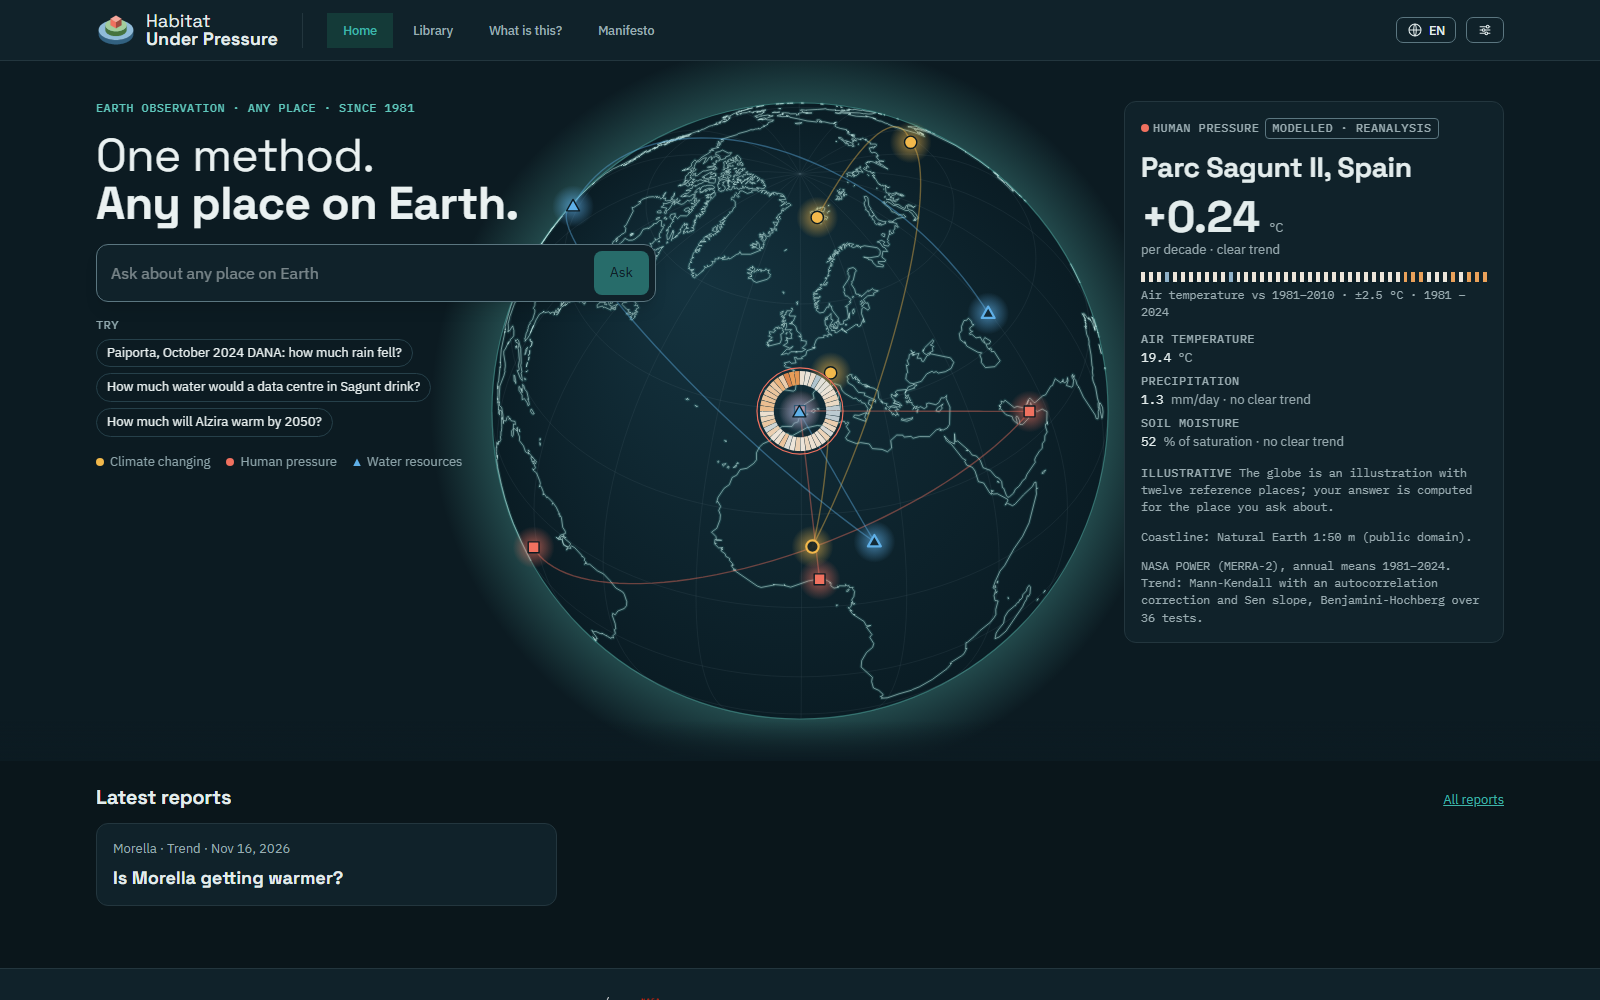 Habitat
Under Pressure
Home
Library
What is this?
Manifesto
EN
EARTH OBSERVATION · ANY PLACE · SINCE 1981
One method.
Any place on Earth.
Ask about any place on Earth
Ask
TRY
Paiporta, October 2024 DANA: how much rain fell?
How much water would a data centre in Sagunt drink?
How much will Alzira warm by 2050?
Climate changing
Human pressure
Water resources
HUMAN PRESSURE
MODELLED · REANALYSIS
Parc Sagunt II, Spain
+0.24 °C
per decade · clear trend
Air temperature vs 1981–2010 · ±2.5 °C · 1981 –
2024
AIR TEMPERATURE
19.4 °C
PRECIPITATION
1.3 mm/day · no clear trend
SOIL MOISTURE
52 % of saturation · no clear trend
ILLUSTRATIVE The globe is an illustration with
twelve reference places; your answer is computed
for the place you ask about.
Coastline: Natural Earth 1:50 m (public domain).
NASA POWER (MERRA-2), annual means 1981–2024.
Trend: Mann-Kendall with an autocorrelation
correction and Sen slope, Benjamini-Hochberg over
36 tests.
Latest reports
All reports
Morella · Trend · Nov 16, 2026
Is Morella getting warmer?